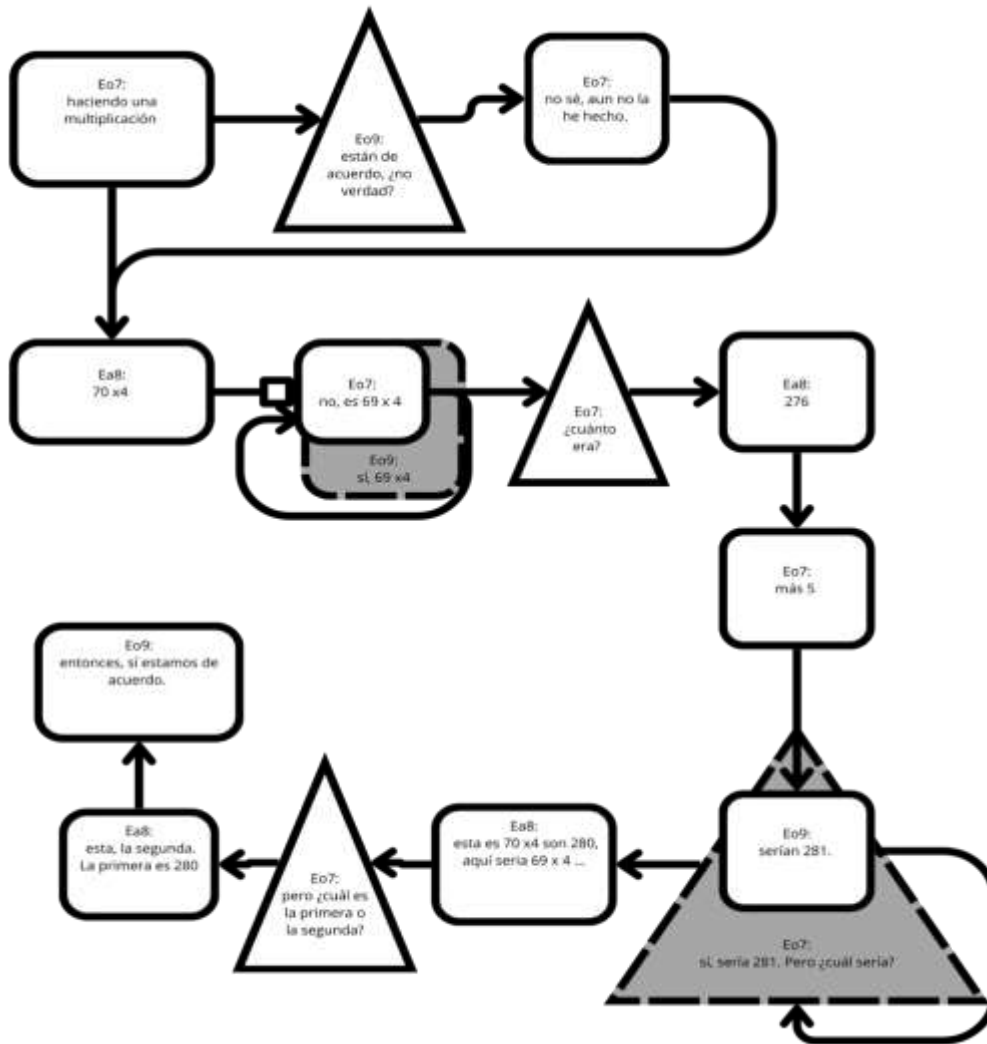 Eo7:
haciendo una
multiplicación
Eo9:
están de
acuerdo, ¿no
verdad?
Eo7:
no sé, aun no la
he hecho.
Ea8:
70 x4
Eo7:
no, es 69 x 4
Eo9:
sí, 69 x4
Eo7:
¿cuánto
era?
Ea8:
276
Eo7:
más 5
Eo9:
serían 281.
Eo7:
sí, sería 281. Pero ¿cuál sería?
Ea8:
esta es 70 x4 son 280,
aquí seria 69 x 4 ...
Eo7:
pero ¿cuál es
la primera o
la segunda?
Ea8:
esta, la segunda.
La primera es 280
Eo9:
entonces, sí estamos de
acuerdo.